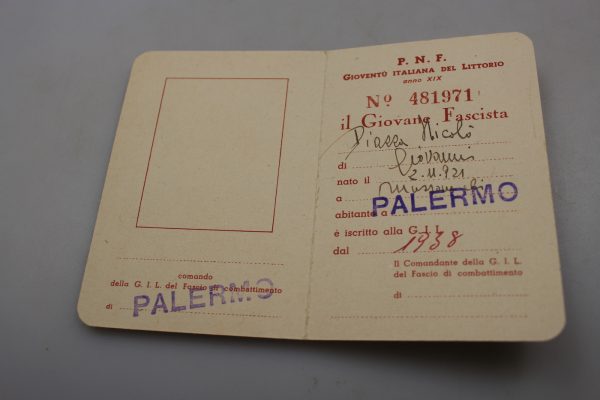 comando
della G. I. L. del Fascio di combattimento
di PALERMO
P. N. F.
GIOVENTÙ ITALIANA DEL LITTORIO
anno XIX
Nº 481971
il Giovane Fascista
Piazza Nicolò
di Giovanni
nato il 2.11.921
a
abitante a PALERMO
è iscritto alla G. I. L.
dal 1938
Il Comandante della G. I. L.
del Fascio di combattimento
di